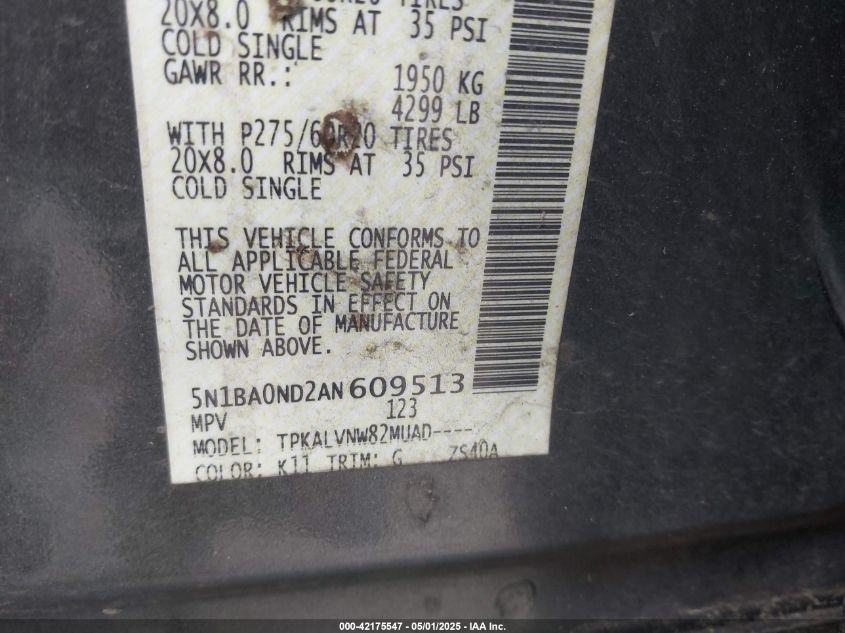 20X8.0 RIMS AT 35 PSI
COLD SINGLE
GAWR RR.: 1950 KG
4299 LB
WITH P275/60R20 TIRES
20X8.0 RIMS AT 35 PSI
COLD SINGLE
THIS VEHICLE CONFORMS TO
ALL APPLICABLE FEDERAL
MOTOR VEHICLE SAFETY
STANDARDS IN EFFECT ON
THE DATE OF MANUFACTURE
SHOWN ABOVE.
5N1BA0ND2AN609513
MPV 123
MODEL: TPKALVNW82MUAD----
COLOR: K11 TRIM: G ZS40A
000-42175547 - 05/01/2025 - IAA Inc.